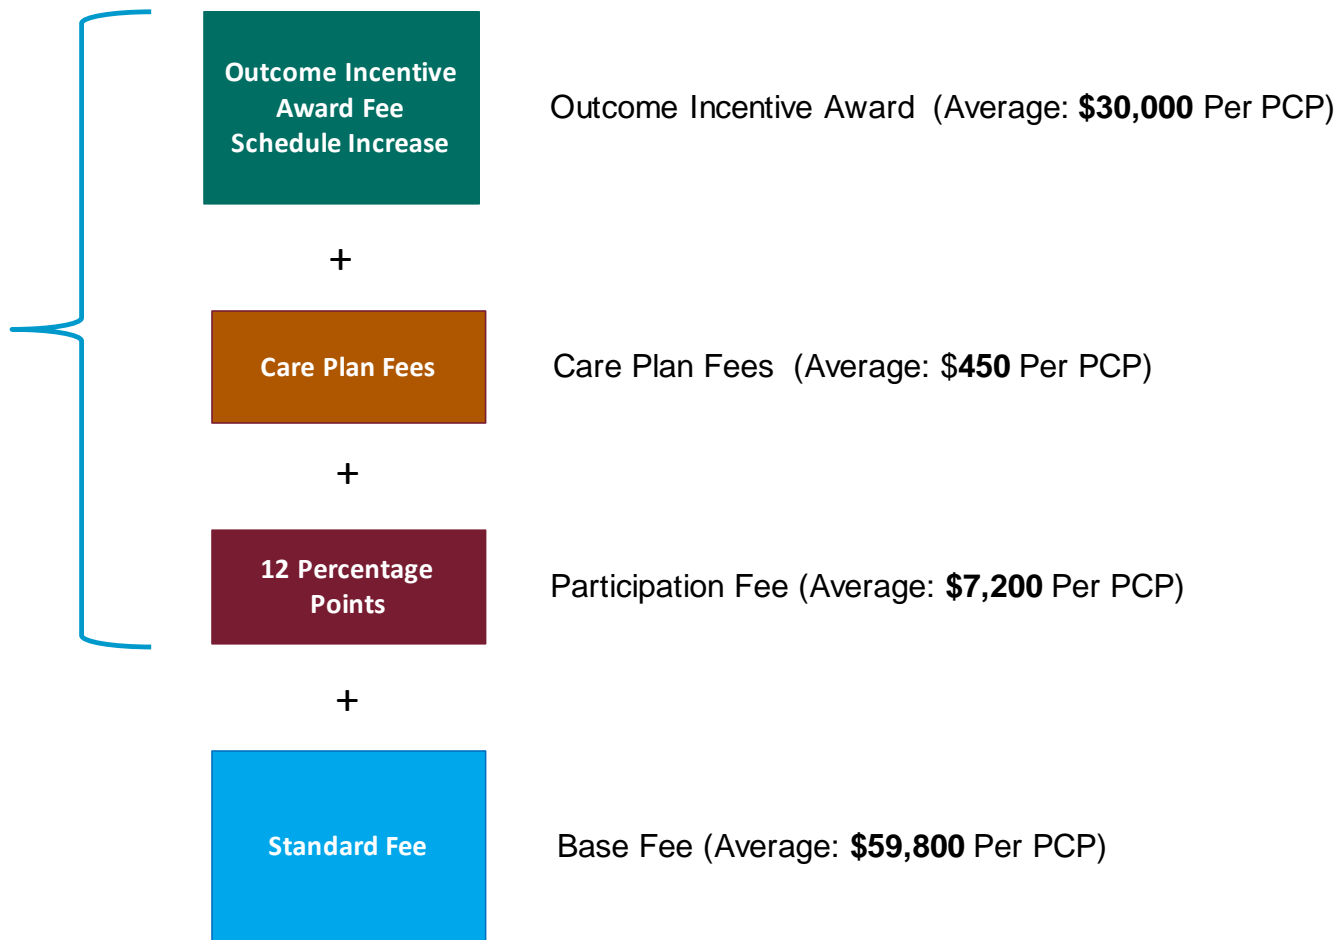 Outcome Incentive
Award Fee
Schedule Increase
Outcome Incentive Award (Average: $30,000 Per PCP)
+
Care Plan Fees
Care Plan Fees (Average: $450 Per PCP)
+
12 Percentage
Points
Participation Fee (Average: $7,200 Per PCP)
+
Standard Fee
Base Fee (Average: $59,800 Per PCP)